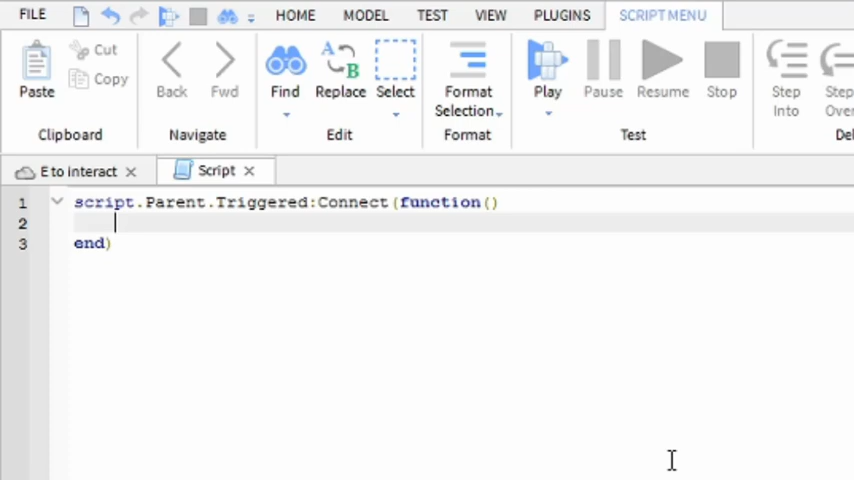 FILE HOME MODEL TEST VIEW PLUGINS SCRIPT MENU
Cut
Copy
Paste Back Fwd Find Replace Select Format Selection Play Pause Resume Stop Step Into
Clipboard Navigate Edit Format Test
E to interact Script
1 script.Parent.Triggered:Connect(function()
2
3 end)